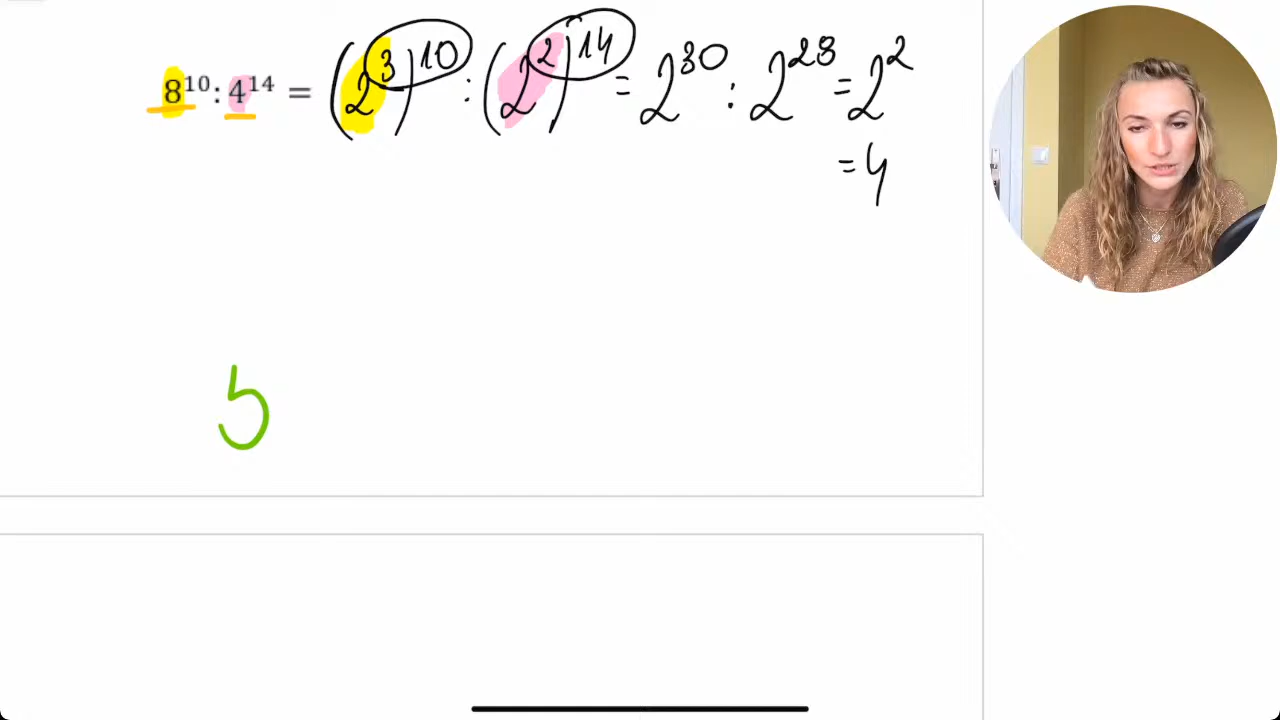 8¹⁰ : 4¹⁴ = (2³)¹⁰ : (2²)¹⁴ = 2³⁰ : 2²⁸ = 2²
= 4
5